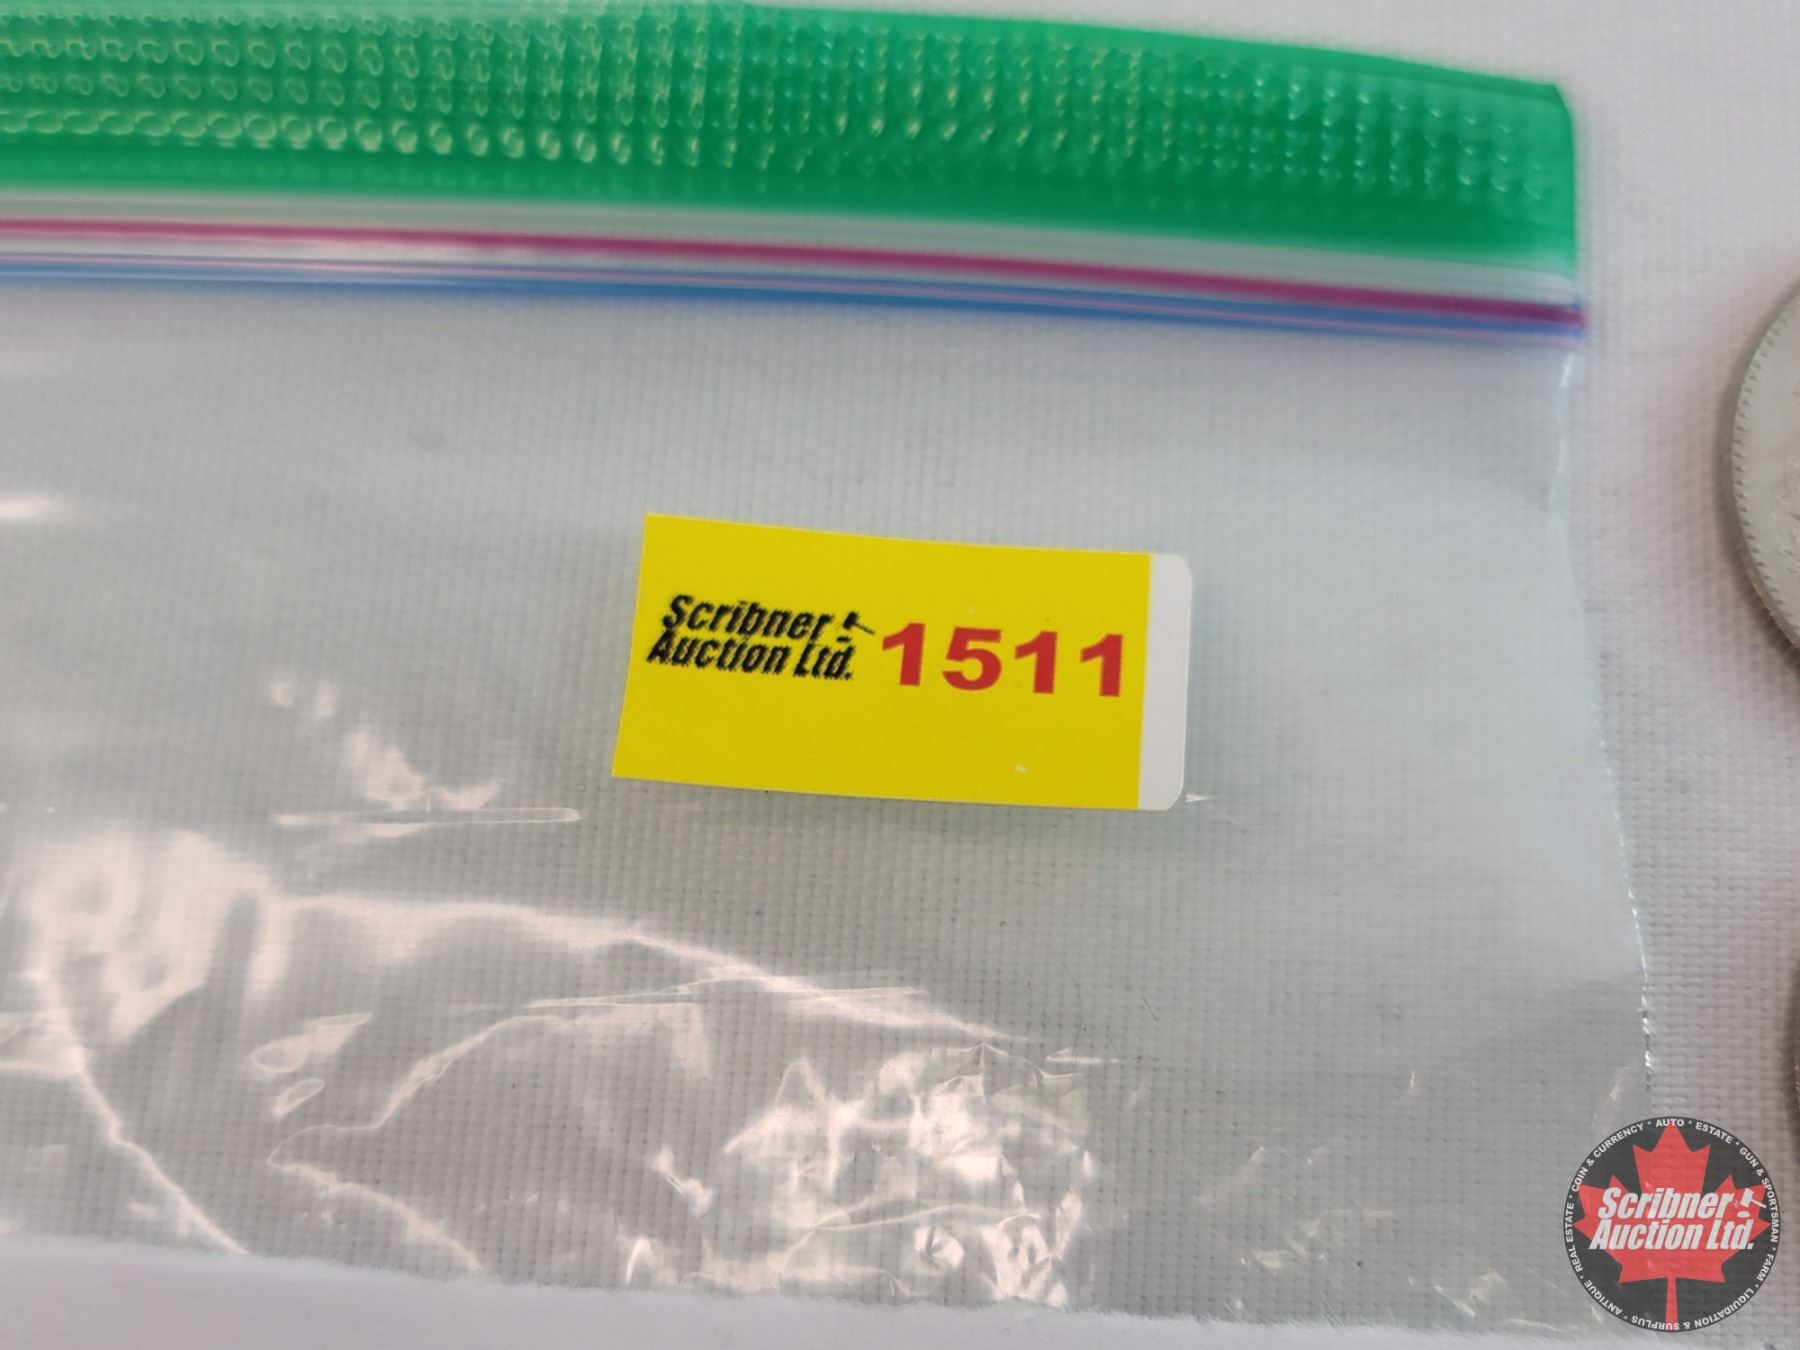 Scribner
Auction Ltd.
1511
COIN & CURRENCY * AUTO * ESTATE * GUN & SPORTSMAN * FARM * LIQUIDATION & SURPLUS * ANTIQUE * REAL ESTATE *
Scribner
Auction Ltd.